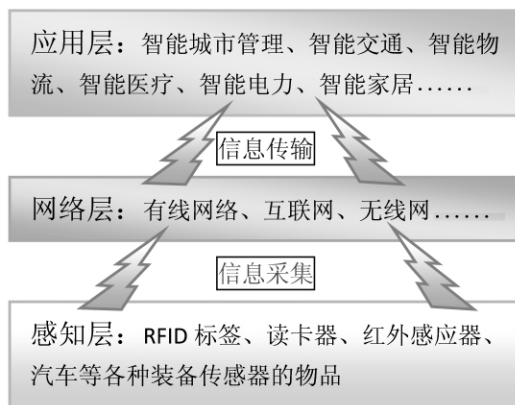 应用层：智能城市管理、智能交通、智能物
流、智能医疗、智能电力、智能家居……
信息传输
网络层：有线网络、互联网、无线网……
信息采集
感知层：RFID 标签、读卡器、红外感应器、
汽车等各种装备传感器的物品